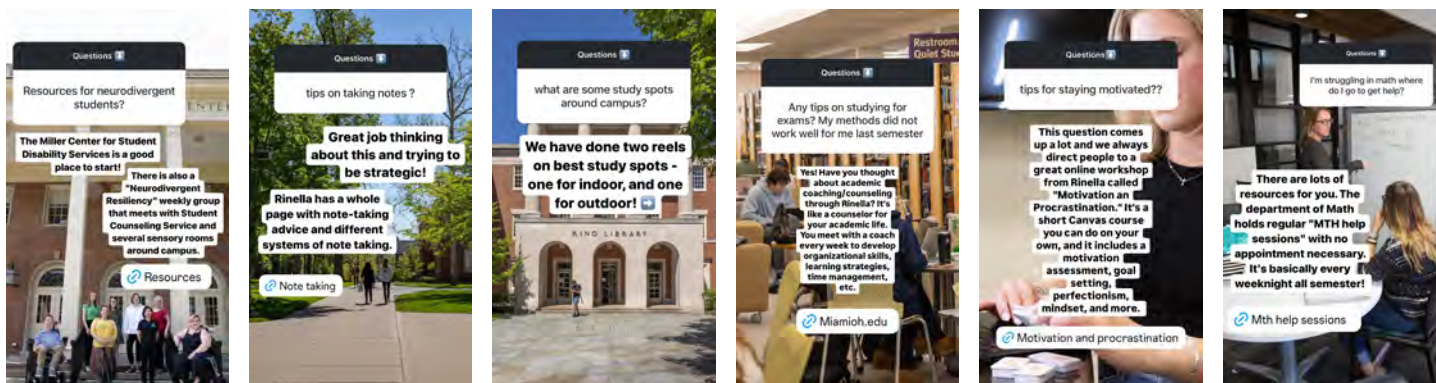 Questions ⬇️
Resources for neurodivergent
students?
The Miller Center for Student
Disability Services is a good
place to start!
There is also a
"Neurodivergent
Resiliency" weekly group
that meets with Student
Counseling Service and
several sensory rooms
around campus.
Resources
Questions ⬇️
tips on taking notes ?
Great job thinking
about this and trying to
be strategic!
Rinella has a whole
page with note-taking
advice and different
systems of note taking.
Note taking
Questions ⬇️
what are some study spots
around campus?
We have done two reels
on best study spots -
one for indoor, and one
for outdoor! ➡️
KING LIBRARY
Restroom
Quiet Stu
Questions ⬇️
Any tips on studying for
exams? My methods did not
work well for me last semester
Yes! Have you thought
about academic
coaching/counseling
through Rinella? It's
like a counselor for
your academic life.
You meet with a coach
every week to develop
organizational skills,
learning strategies,
time management,
etc.
Miamioh.edu
Questions ⬇️
tips for staying motivated??
This question comes
up a lot and we always
direct people to a
great online workshop
from Rinella called
"Motivation an
Procrastination." It's a
short Canvas course
you can do on your
own, and it includes a
motivation
assessment, goal
setting,
perfectionism,
mindset, and more.
Motivation and procrastination
Questions ⬇️
I'm struggling in math where
do I go to get help?
There are lots of
resources for you. The
department of Math
holds regular "MTH help
sessions" with no
appointment necessary.
It's basically every
weeknight all semester!
Mth help sessions